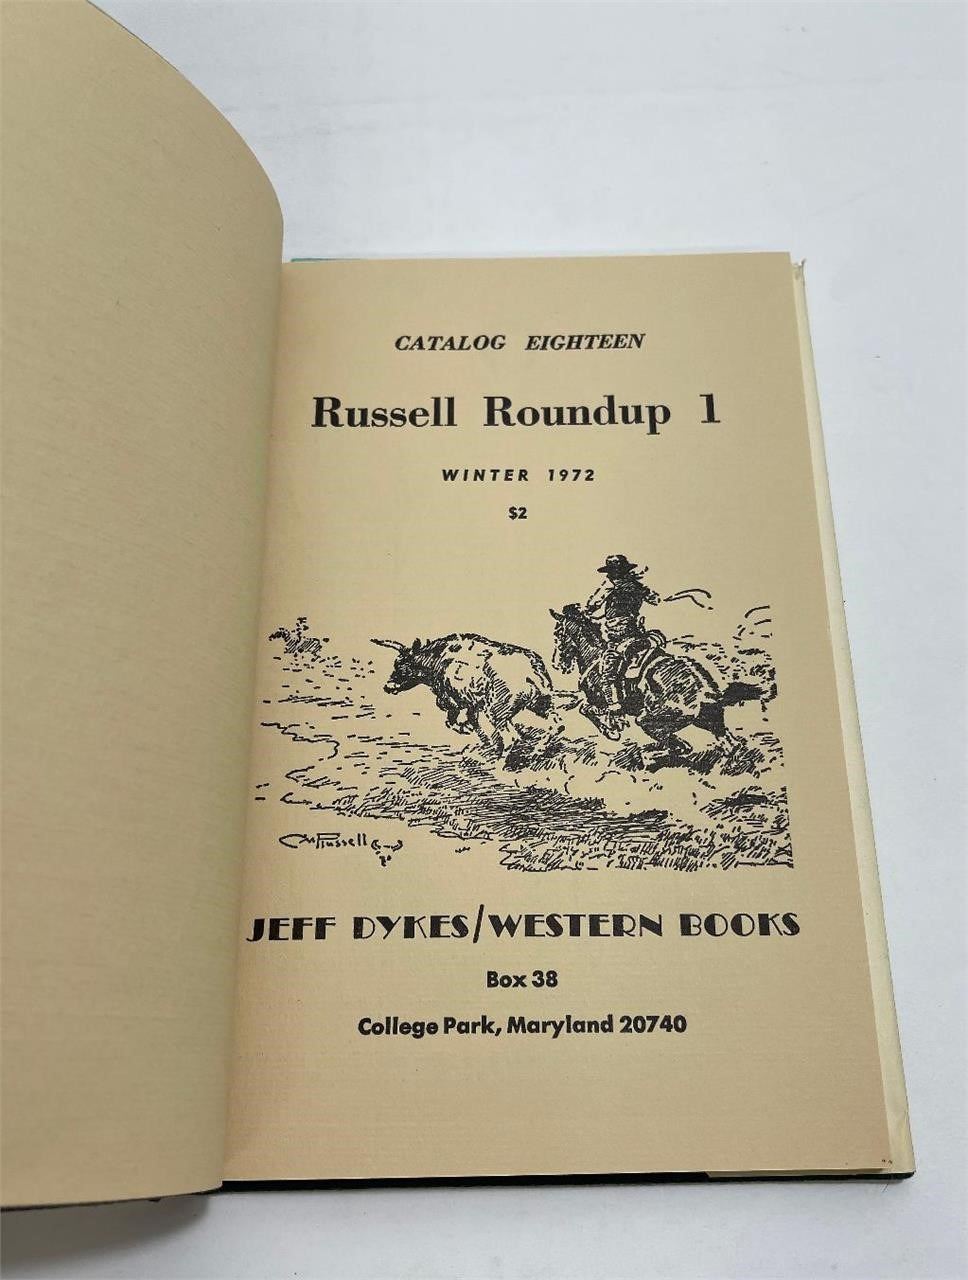 CATALOG EIGHTEEN
Russell Roundup 1
WINTER 1972
$2
CMRussell
JEFF DYKES/WESTERN BOOKS
Box 38
College Park, Maryland 20740